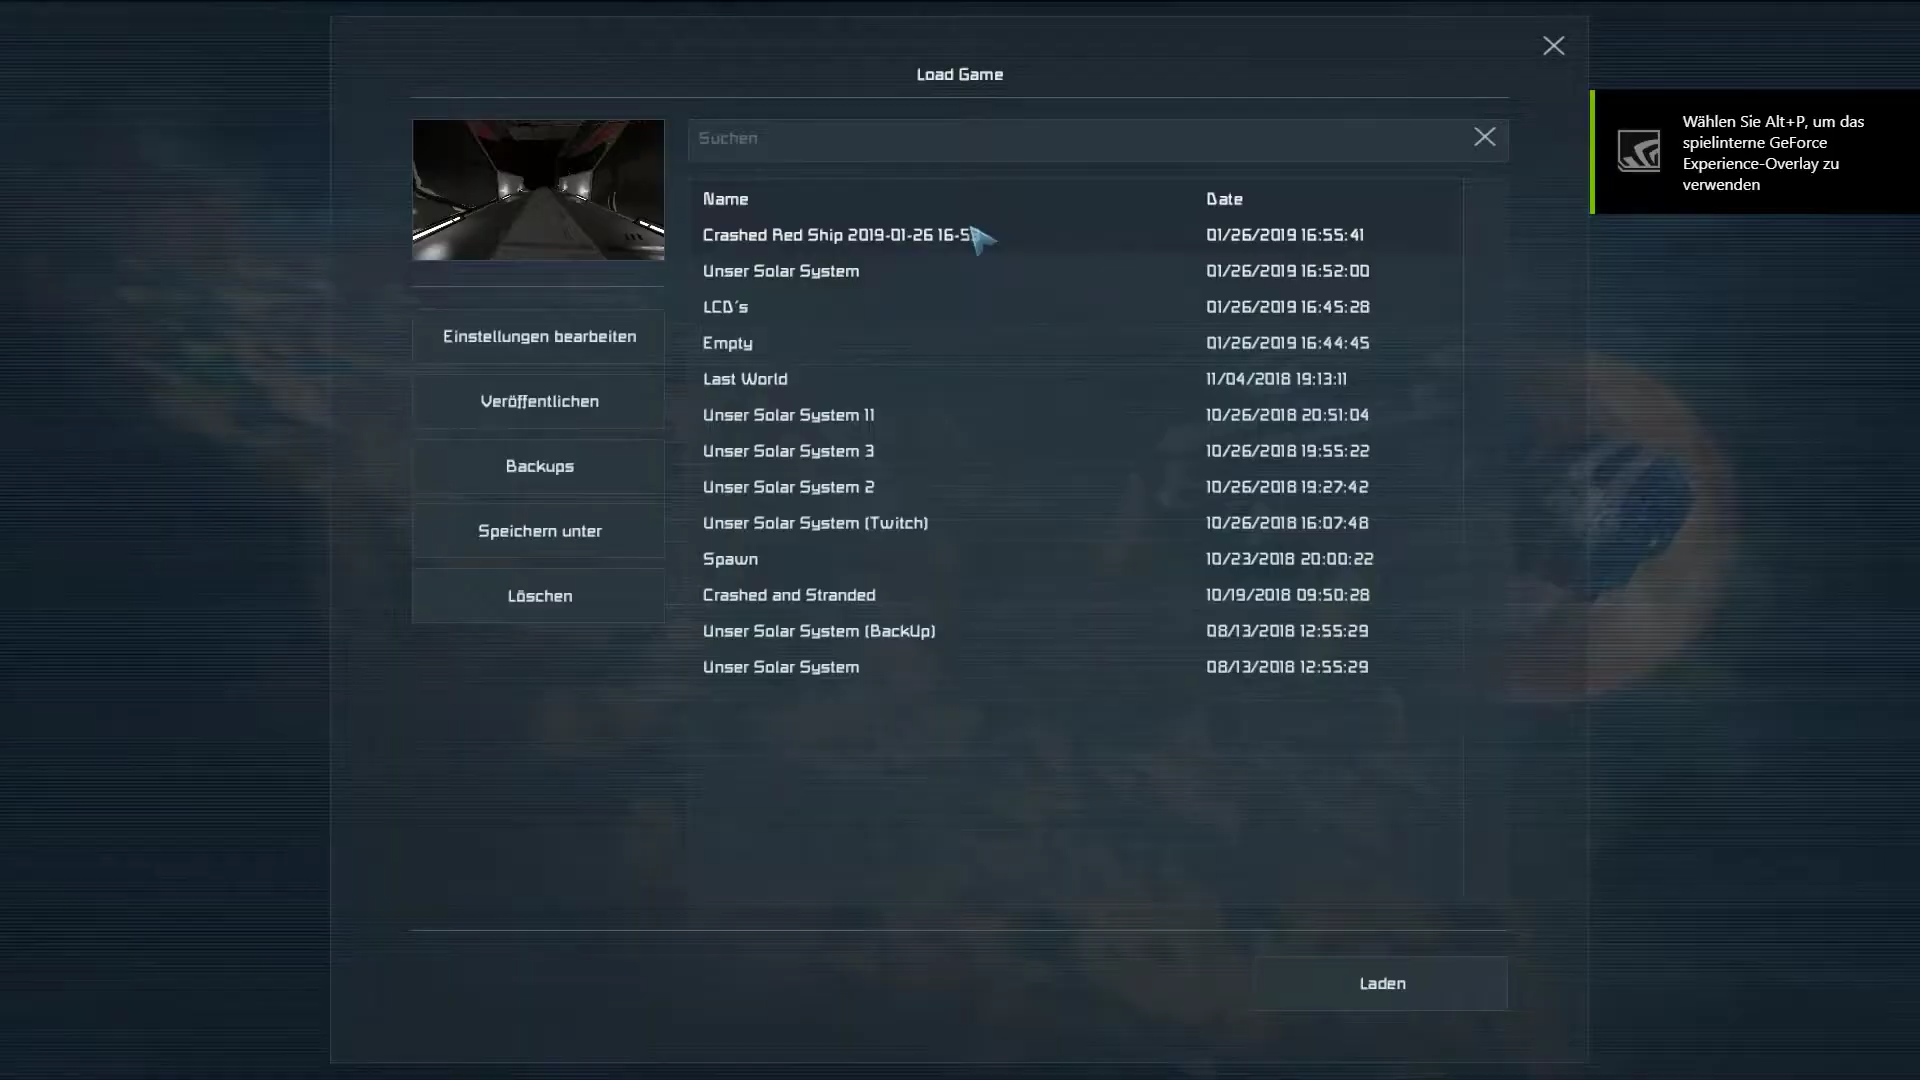 Load Game
Wählen Sie Alt+P, um das
spielinterne GeForce
Experience-Overlay zu
verwenden
Suchen
Name Date
Crashed Red Ship 2019-01-26 01/26/2019 16:55:41
Unser Solar System 01/26/2019 16:52:00
LCD´s 01/26/2019 16:45:28
Empty 01/26/2019 16:44:45
Last World 11/04/2018 19:13:11
Unser Solar System 11 10/26/2018 20:51:04
Unser Solar System 3 10/26/2018 19:55:22
Unser Solar System 2 10/26/2018 19:27:42
Unser Solar System (Twitch) 10/26/2018 16:07:48
Spawn 10/23/2018 20:00:22
Crashed and Stranded 10/19/2018 09:50:28
Unser Solar System (BackUp) 08/13/2018 12:55:29
Unser Solar System 08/13/2018 12:55:29
Einstellungen bearbeiten
Veröffentlichen
Backups
Speichern unter
Löschen
Laden